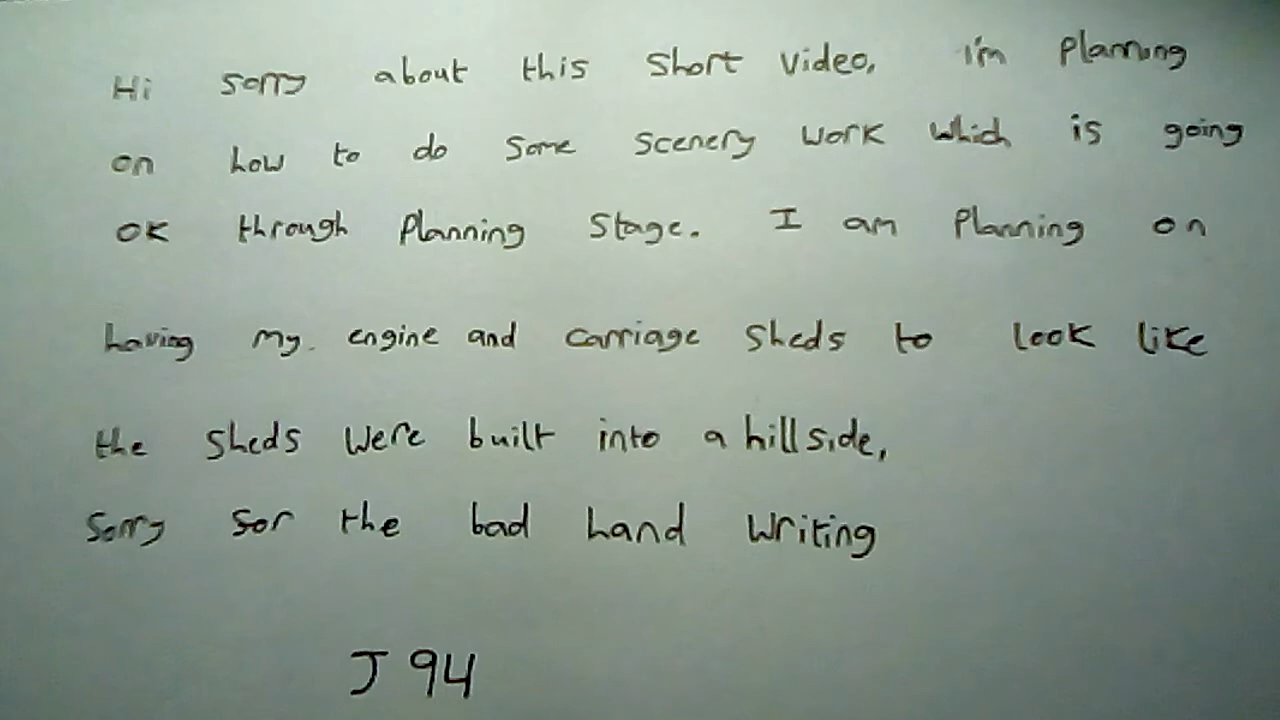 Hi sorry about this short video, I'm planning
on how to do some scenery work which is going
OK through planning stage. I am planning on
having my engine and carriage sheds to look like
the sheds were built into a hillside,
Sorry for the bad hand writing
J94